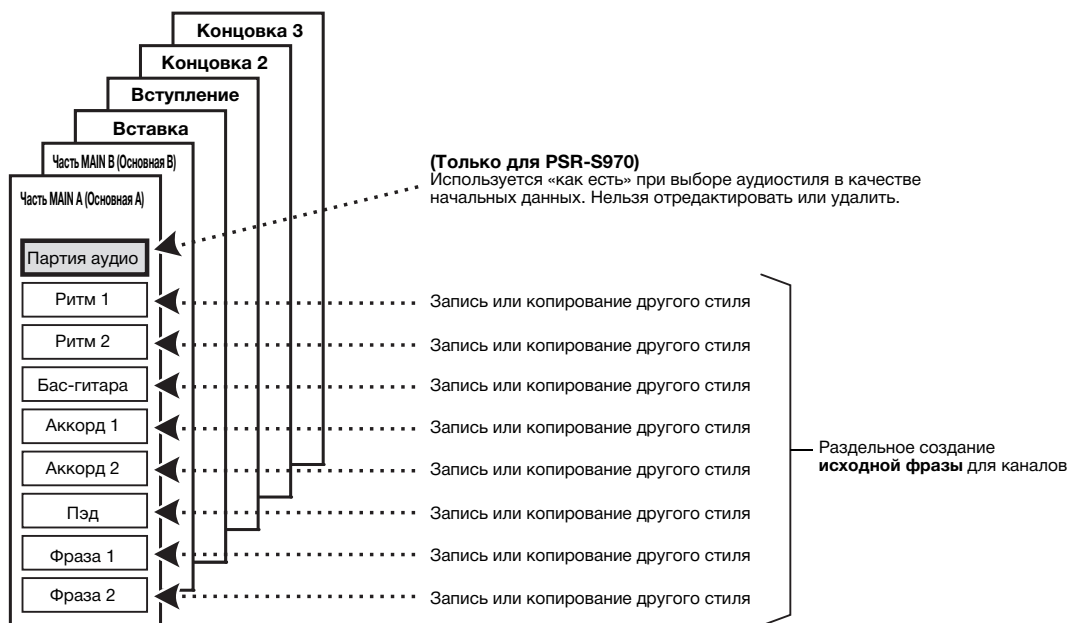 Концовка 3
Концовка 2
Вступление
Вставка
Часть MAIN B (Основная B)
Часть MAIN A (Основная A)
(Только для PSR-S970)
Используется «как есть» при выборе аудиостиля в качестве
начальных данных. Нельзя отредактировать или удалить.
Партия аудио
Ритм 1
Запись или копирование другого стиля
Ритм 2
Запись или копирование другого стиля
Бас-гитара
Запись или копирование другого стиля
Аккорд 1
Запись или копирование другого стиля
Аккорд 2
Запись или копирование другого стиля
Пэд
Запись или копирование другого стиля
Фраза 1
Запись или копирование другого стиля
Фраза 2
Запись или копирование другого стиля
Раздельное создание
исходной фразы для каналов